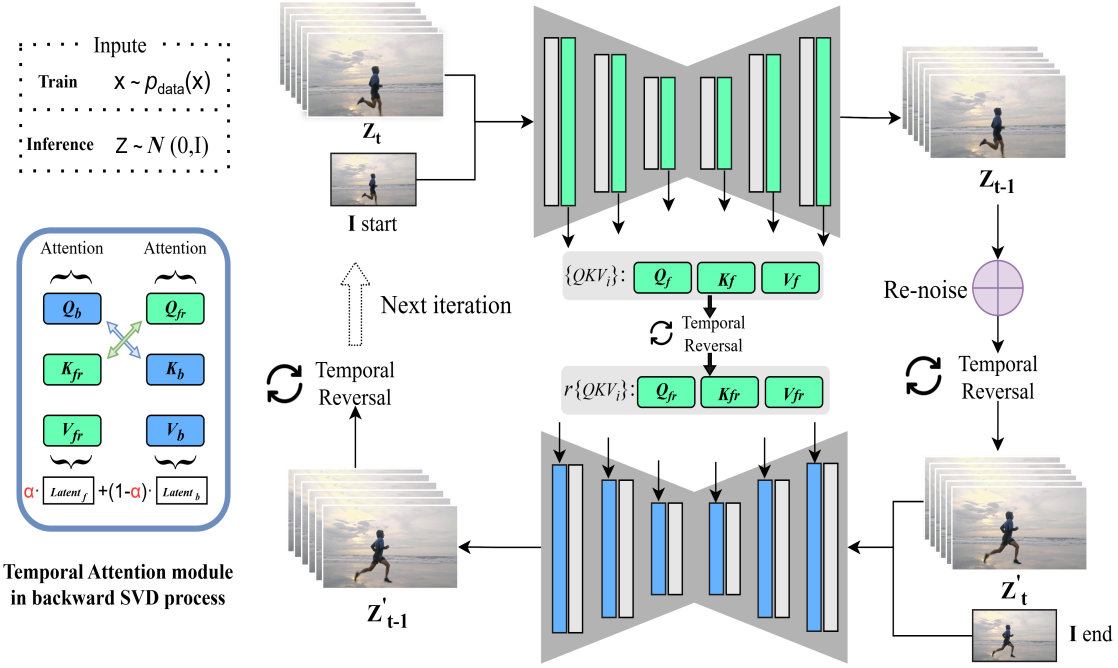 Inpute
Train x ~ p_data(x)
Inference Z ~ N (0,I)
Z_t
I start
Z_t-1
Re-noise
Temporal
Reversal
{QKV_i}: Q_f K_f V_f
Temporal
Reversal
r{QKV_i}: Q_fr K_fr V_fr
Next iteration
Temporal
Reversal
Attention Attention
Q_b Q_fr
K_fr K_b
V_fr V_b
α· Latent_f +(1-α)· Latent_b
Temporal Attention module
in backward SVD process
Z'_t-1
Z'_t
I end